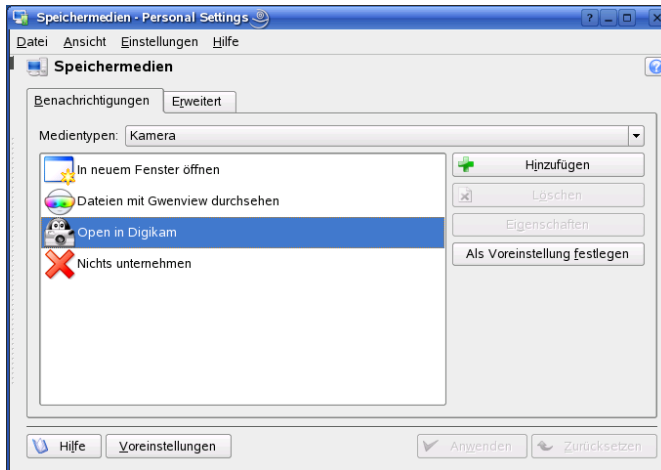 Speichermedien - Personal Settings
Datei Ansicht Einstellungen Hilfe
Speichermedien
Benachrichtigungen Erweitert
Medientypen: Kamera
In neuem Fenster öffnen
Dateien mit Gwenview durchsehen
Open in Digikam
Nichts unternehmen
Hinzufügen
Löschen
Eigenschaften
Als Voreinstellung festlegen
Hilfe Voreinstellungen Anwenden Zurücksetzen